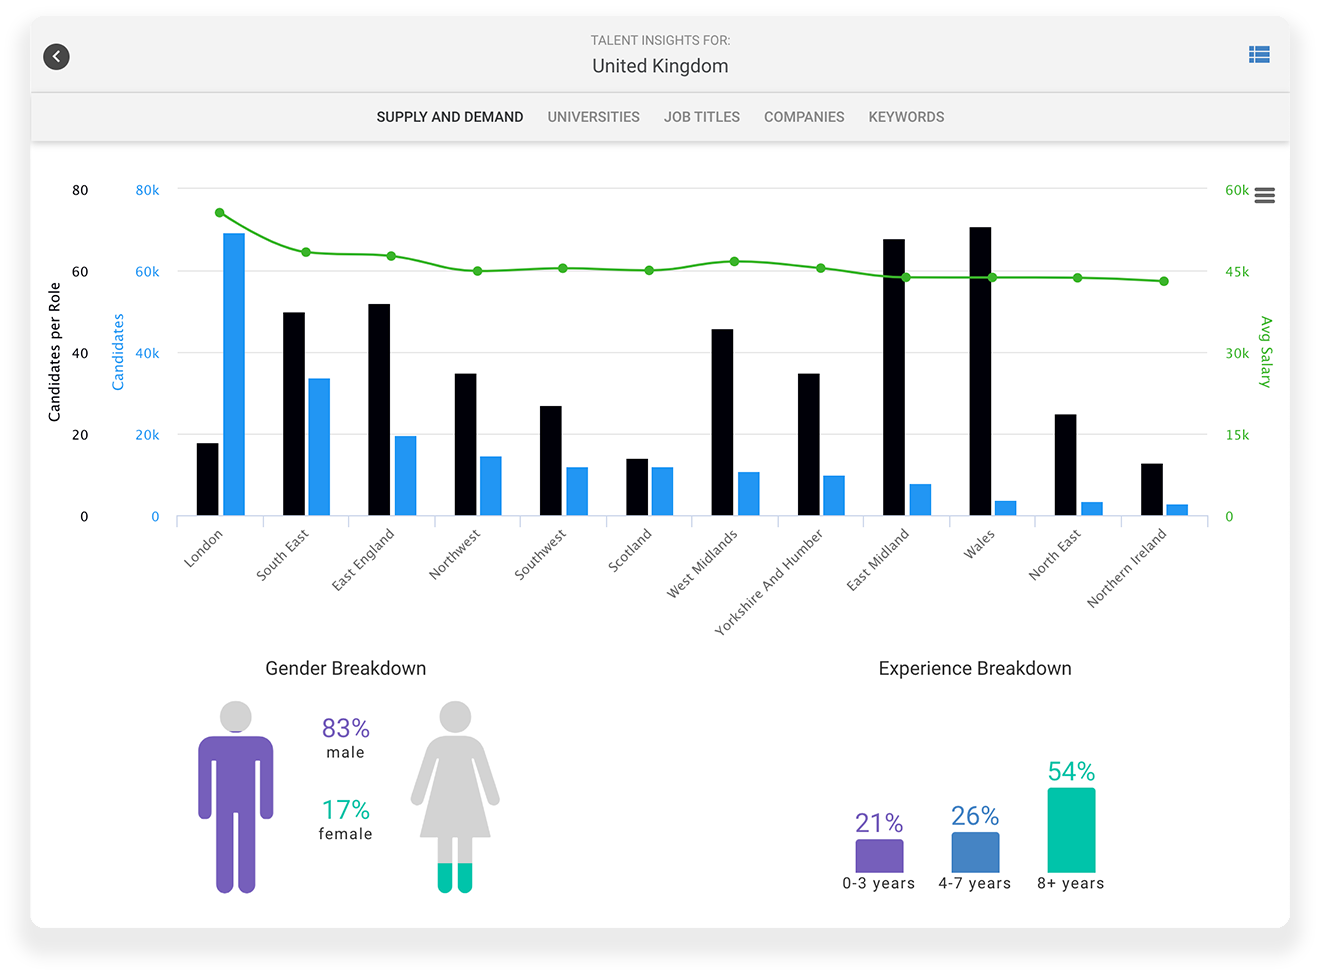 TALENT INSIGHTS FOR:
United Kingdom
SUPPLY AND DEMAND UNIVERSITIES JOB TITLES COMPANIES KEYWORDS
80 80k 60k
60 60k 45k
40 40k 30k
20 20k 15k
0 0 0
Candidates per Role
Candidates
Avg Salary
London
South East
East England
Northwest
Southwest
Scotland
West Midlands
Yorkshire And Humber
East Midland
Wales
North East
Northern Ireland
Gender Breakdown
83%
male
17%
female
Experience Breakdown
21% 26% 54%
0-3 years 4-7 years 8+ years